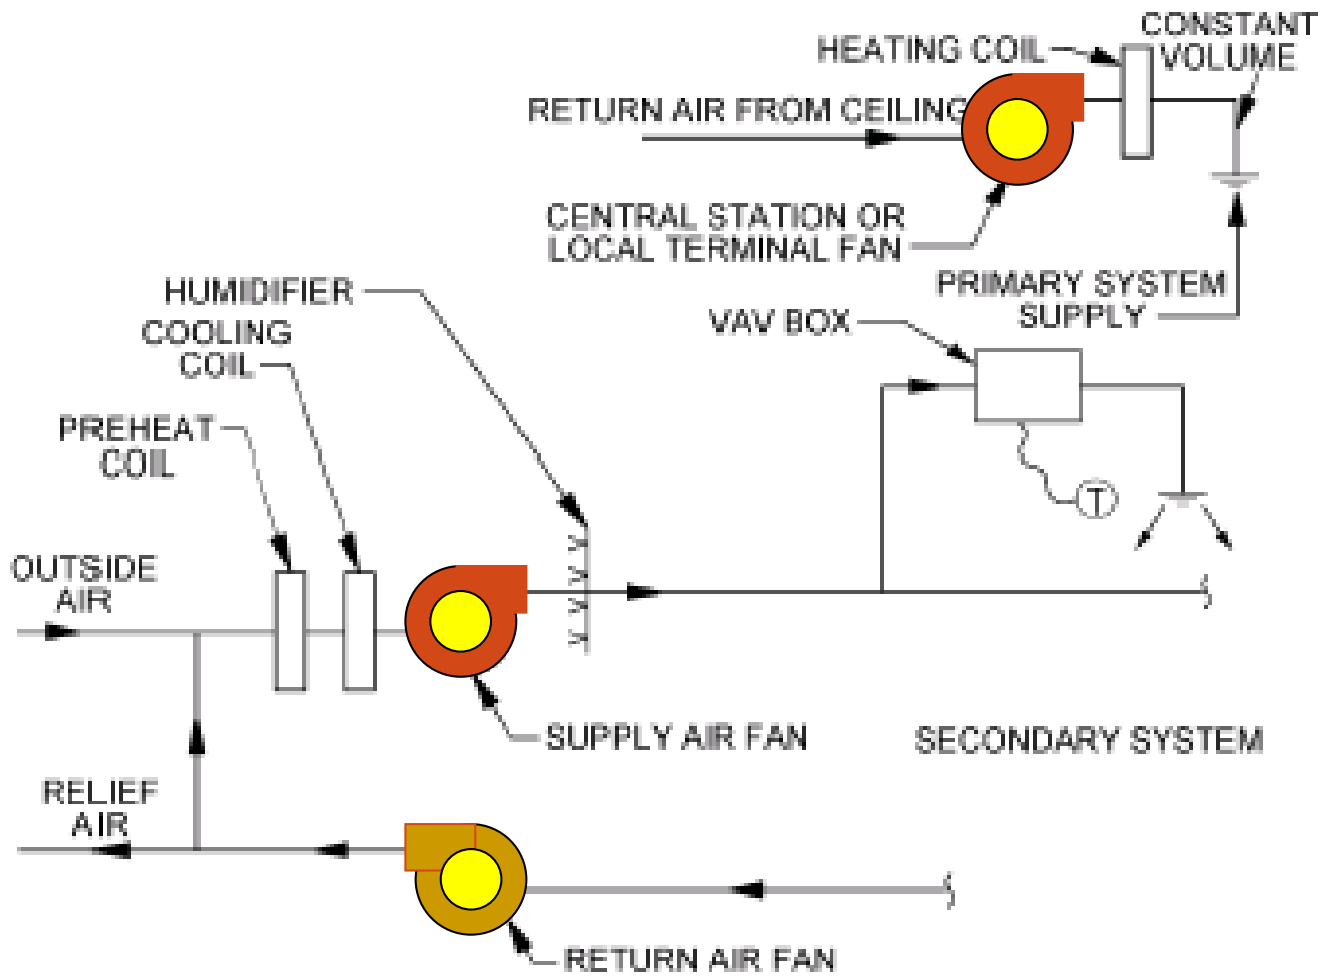 CONSTANT
VOLUME
HEATING COIL
RETURN AIR FROM CEILING
CENTRAL STATION OR
LOCAL TERMINAL FAN
PRIMARY SYSTEM
SUPPLY
HUMIDIFIER
VAV BOX
COOLING
COIL
PREHEAT
COIL
T
OUTSIDE
AIR
SUPPLY AIR FAN
SECONDARY SYSTEM
RELIEF
AIR
RETURN AIR FAN